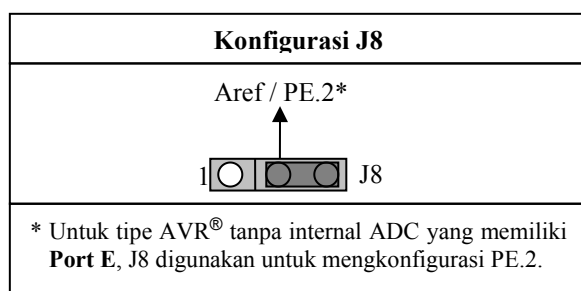 Konfigurasi J8
Aref / PE.2*
1 J8
* Untuk tipe AVR® tanpa internal ADC yang memiliki
Port E, J8 digunakan untuk mengkonfigurasi PE.2.